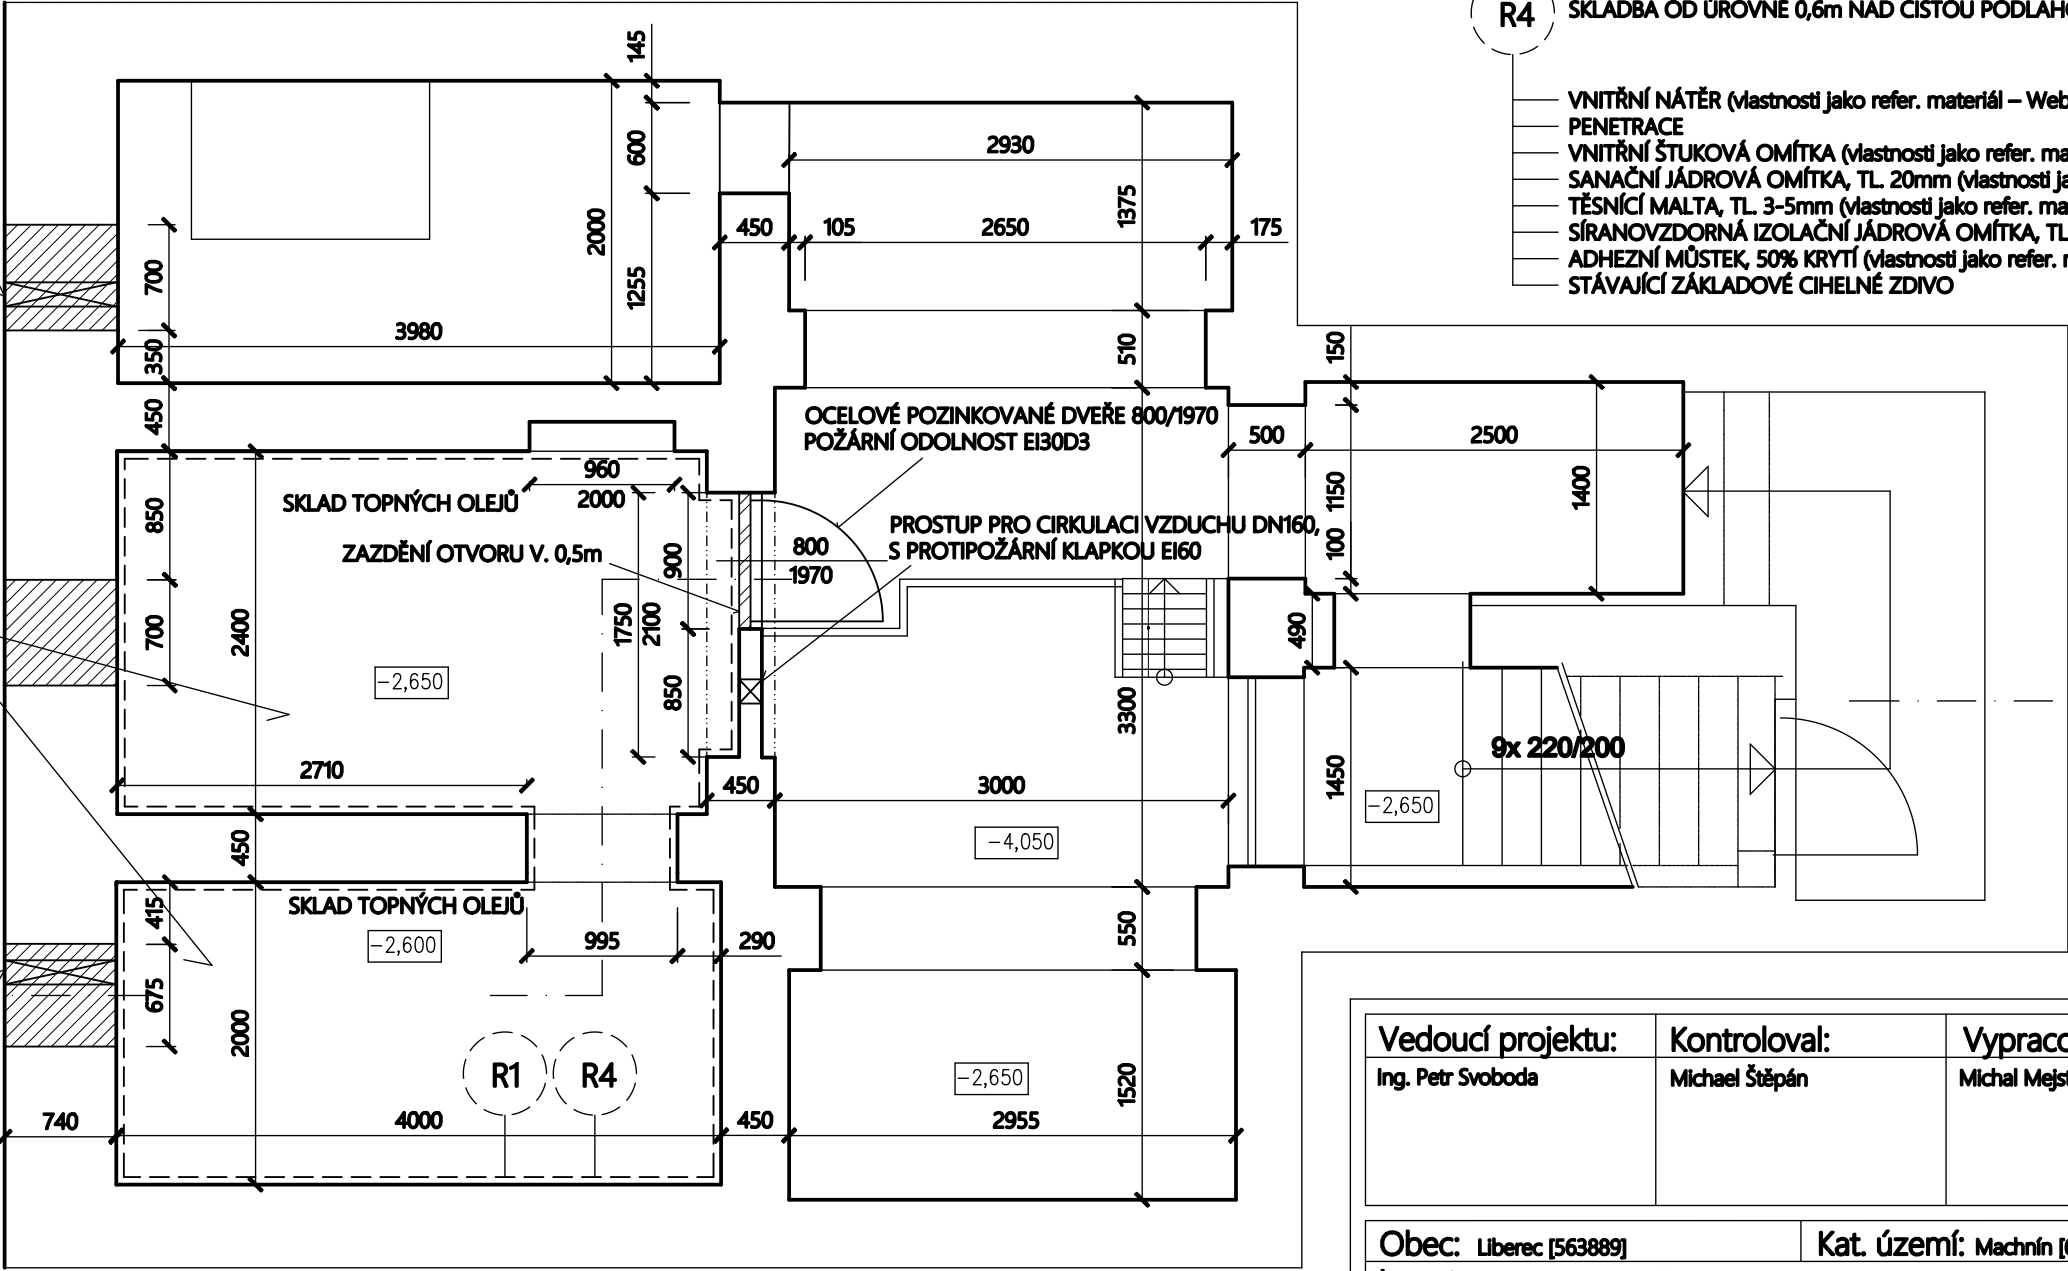 R4
SKLADBA OD ÚROVNĚ 0,6m NAD ČISTOU
VNITŘNÍ NÁTĚR (vlastnosti jako refer. materiál –
PENETRACE
VNITŘNÍ ŠTUKOVÁ OMÍTKA (vlastnosti jako refer.
SANAČNÍ JÁDROVÁ OMÍTKA, TL. 20mm (vlastnosti
TĚSNÍCÍ MALTA, TL. 3-5mm (vlastnosti jako refer.
SÍRANOVZDORNÁ IZOLAČNÍ JÁDROVÁ OMÍTKA, TL
ADHEZNÍ MŮSTEK, 50% KRYTÍ (vlastnosti jako refer.
STÁVAJÍCÍ ZÁKLADOVÉ CIHELNÉ ZDIVO
145
600
2930
1375
2000
450
105
2650
175
700
1255
3980
350
510
150
450
OCELOVÉ POZINKOVANÉ DVEŘE 800/1970
POŽÁRNÍ ODOLNOST EI30D3
500
2500
960
2000
SKLAD TOPNÝCH OLEJŮ
850
1150
1400
PROSTUP PRO CIRKULACI VZDUCHU DN160,
S PROTIPOŽÁRNÍ KLAPKOU EI60
ZAZDĚNÍ OTVORU V. 0,5m
900
800
1970
100
700
2400
1750
2100
490
-2,650
850
3300
9x 220/200
2710
450
3000
1450
-2,650
-4,050
450
415
SKLAD TOPNÝCH OLEJŮ
-2,600
995
290
550
675
2000
R1
R4
-2,650
1520
740
4000
450
2955
Vedoucí projektu:
Kontroloval:
Ing. Petr Svoboda
Michael Štěpán
Michal
Obec: Liberec [563889]
Kat. území: Machnín